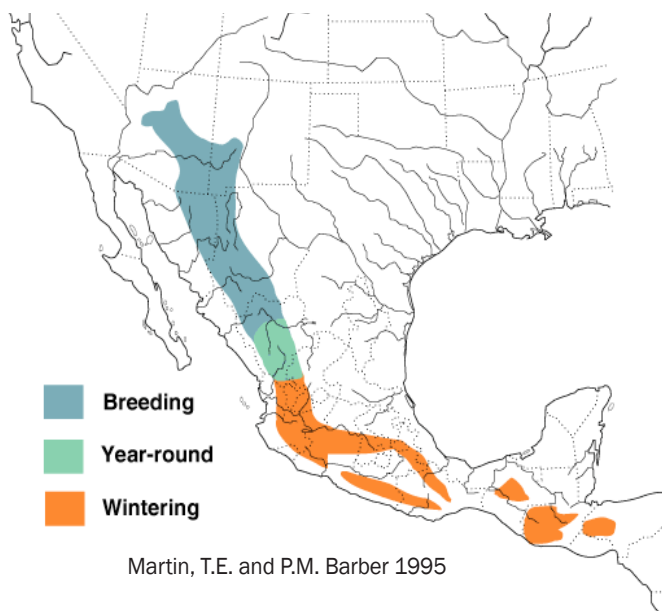 Breeding
Year-round
Wintering
Martin, T.E. and P.M. Barber 1995